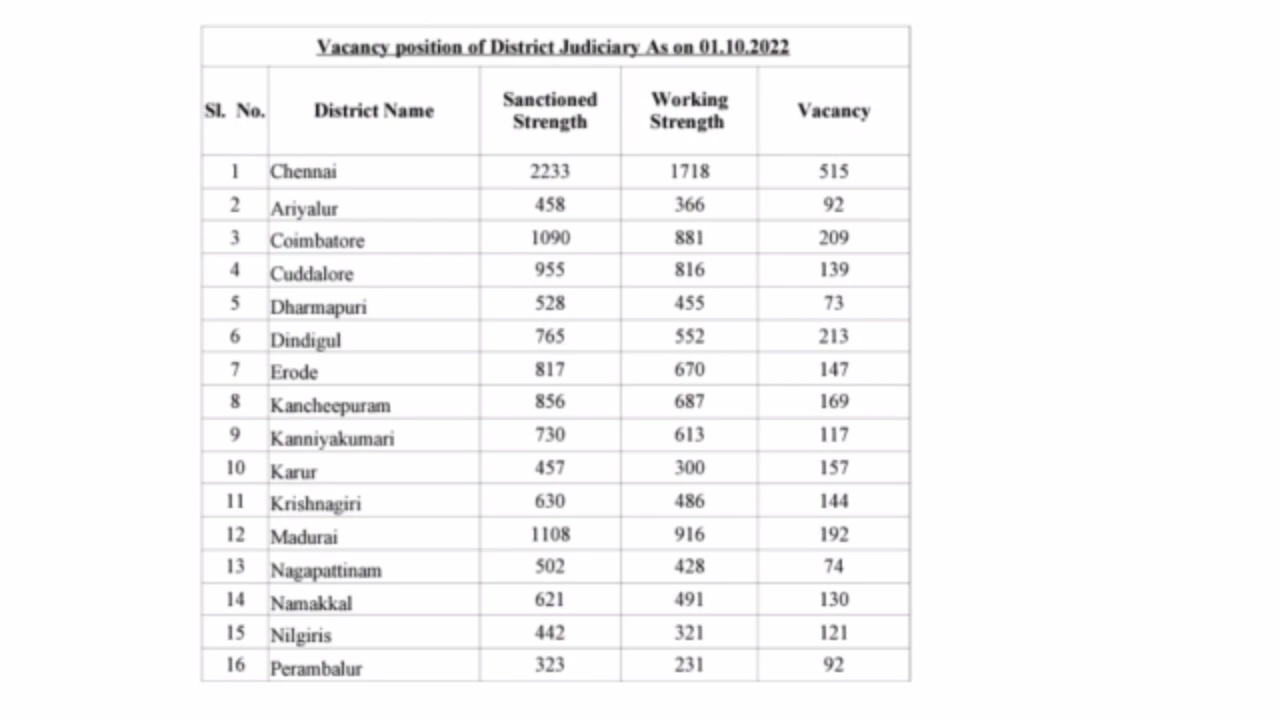 Vacancy position of District Judiciary As on 01.10.2022
Sl. No. District Name Sanctioned Strength Working Strength Vacancy
1 Chennai 2233 1718 515
2 Ariyalur 458 366 92
3 Coimbatore 1090 881 209
4 Cuddalore 955 816 139
5 Dharmapuri 528 455 73
6 Dindigul 765 552 213
7 Erode 817 670 147
8 Kancheepuram 856 687 169
9 Kanniyakumari 730 613 117
10 Karur 457 300 157
11 Krishnagiri 630 486 144
12 Madurai 1108 916 192
13 Nagapattinam 502 428 74
14 Namakkal 621 491 130
15 Nilgiris 442 321 121
16 Perambalur 323 231 92